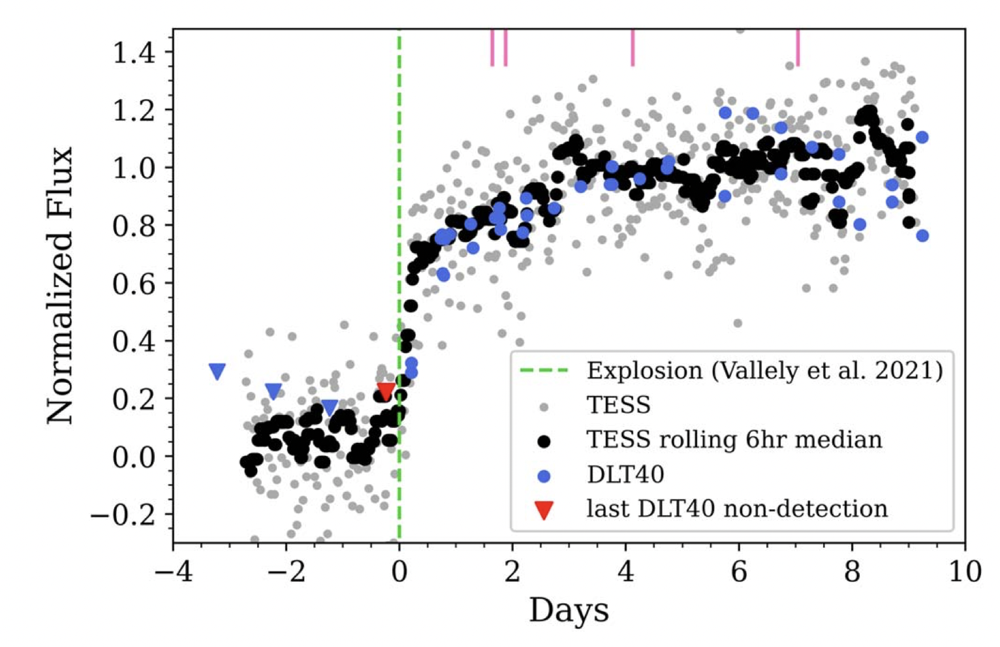 1.4
1.2
1.0
0.8
0.6
0.4
0.2
0.0
−0.2
Normalized Flux
Explosion (Vallely et al. 2021)
TESS
TESS rolling 6hr median
DLT40
last DLT40 non-detection
−4 −2 0 2 4 6 8 10
Days